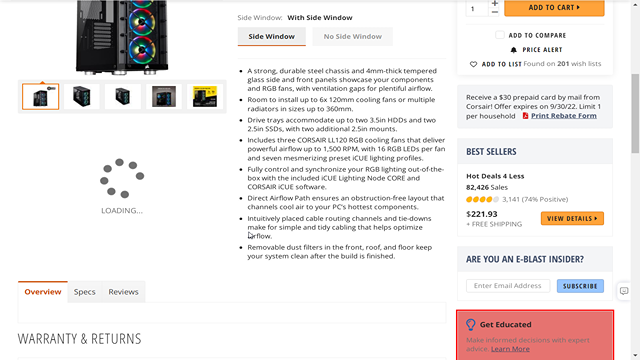 Side Window: With Side Window
Side Window
No Side Window
A strong, durable steel chassis and 4mm-thick tempered
glass side and front panels showcase your components
and RGB fans, with ventilation gaps for plentiful airflow.
Room to install up to 6x 120mm cooling fans or multiple
radiators in sizes up to 360mm.
Drive trays accommodate up to two 3.5in HDDs and two
2.5in SSDs, with two additional 2.5in mounts.
Includes three CORSAIR LL120 RGB cooling fans that deliver
powerful airflow up to 1,500 RPM, with 16 RGB LEDs per fan
and seven mesmerizing preset iCUE lighting profiles.
Fully control and synchronize your RGB lighting out-of-the-
box with the included iCUE Lighting Node CORE and
CORSAIR iCUE software.
Direct Airflow Path ensures an obstruction-free layout that
channels cool air to your PC's hottest components.
Intuitively placed cable routing channels and tie-downs
make for simple and tidy cabling that helps optimize
airflow.
Removable dust filters in the front, roof, and floor keep
your system clean after the build is finished.
LOADING...
Overview
Specs
Reviews
WARRANTY & RETURNS
1
+
−
ADD TO CART
ADD TO COMPARE
PRICE ALERT
ADD TO LIST Found on 201 wish lists
Receive a $30 prepaid card by mail from
Corsair! Offer expires on 9/30/22. Limit 1
per household Print Rebate Form
BEST SELLERS
Hot Deals 4 Less
82,426 Sales
3,141 (74% Positive)
$221.93
+ FREE SHIPPING
VIEW DETAILS
ARE YOU AN E-BLAST INSIDER?
Enter Email Address
SUBSCRIBE
Get Educated
Make informed decisions with expert
advice. Learn More